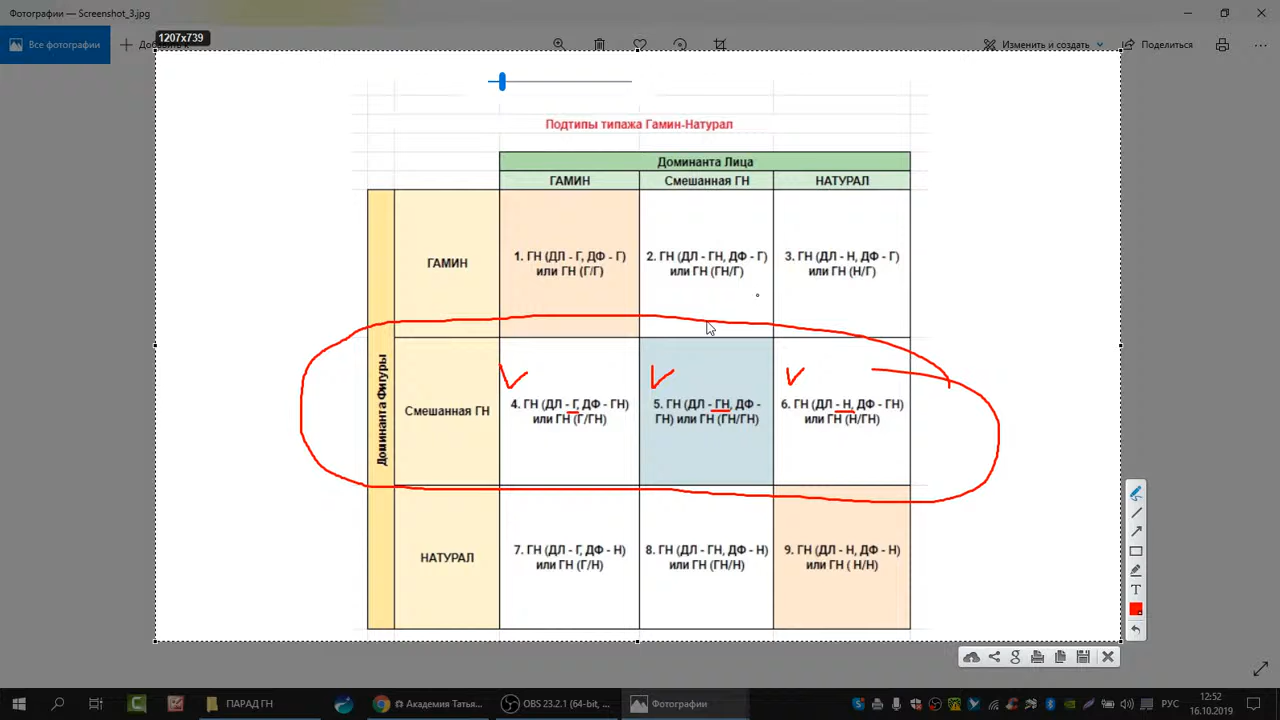 Фотографии — Screenshot_3.jpg
1207x739
Все фотографии
Добавить в
Изменить и создать
Поделиться
Подтипы типажа Гамин-Натурал
Доминанта Лица
ГАМИН
Смешанная ГН
НАТУРАЛ
Доминанта Фигуры
ГАМИН
1. ГН (ДЛ - Г, ДФ - Г)
или ГН (Г/Г)
2. ГН (ДЛ - ГН, ДФ - Г)
или ГН (ГН/Г)
3. ГН (ДЛ - Н, ДФ - Г)
или ГН (Н/Г)
Смешанная ГН
4. ГН (ДЛ - Г, ДФ - ГН)
или ГН (Г/ГН)
5. ГН (ДЛ - ГН, ДФ -
ГН) или ГН (ГН/ГН)
6. ГН (ДЛ - Н, ДФ - ГН)
или ГН (Н/ГН)
НАТУРАЛ
7. ГН (ДЛ - Г, ДФ - Н)
или ГН (Г/Н)
8. ГН (ДЛ - ГН, ДФ - Н)
или ГН (ГН/Н)
9. ГН (ДЛ - Н, ДФ - Н)
или ГН ( Н/Н)
ПАРАД ГН
Академия Татья...
OBS 23.2.1 (64-bit, ...
Фотографии
РУС
12:52
16.10.2019